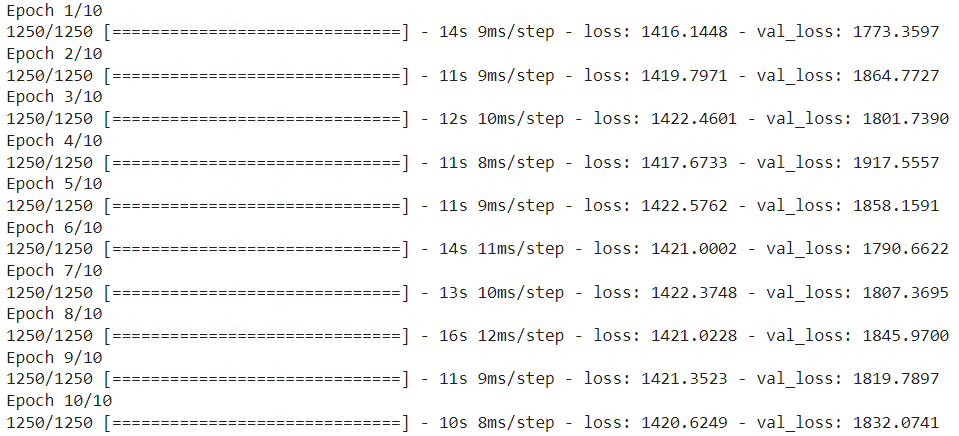 Epoch 1/10
1250/1250 [==============================] - 14s 9ms/step - loss: 1416.1448 - val_loss: 1773.3597
Epoch 2/10
1250/1250 [==============================] - 11s 9ms/step - loss: 1419.7971 - val_loss: 1864.7727
Epoch 3/10
1250/1250 [==============================] - 12s 10ms/step - loss: 1422.4601 - val_loss: 1801.7390
Epoch 4/10
1250/1250 [==============================] - 11s 8ms/step - loss: 1417.6733 - val_loss: 1917.5557
Epoch 5/10
1250/1250 [==============================] - 11s 9ms/step - loss: 1422.5762 - val_loss: 1858.1591
Epoch 6/10
1250/1250 [==============================] - 14s 11ms/step - loss: 1421.0002 - val_loss: 1790.6622
Epoch 7/10
1250/1250 [==============================] - 13s 10ms/step - loss: 1422.3748 - val_loss: 1807.3695
Epoch 8/10
1250/1250 [==============================] - 16s 12ms/step - loss: 1421.0228 - val_loss: 1845.9700
Epoch 9/10
1250/1250 [==============================] - 11s 9ms/step - loss: 1421.3523 - val_loss: 1819.7897
Epoch 10/10
1250/1250 [==============================] - 10s 8ms/step - loss: 1420.6249 - val_loss: 1832.0741